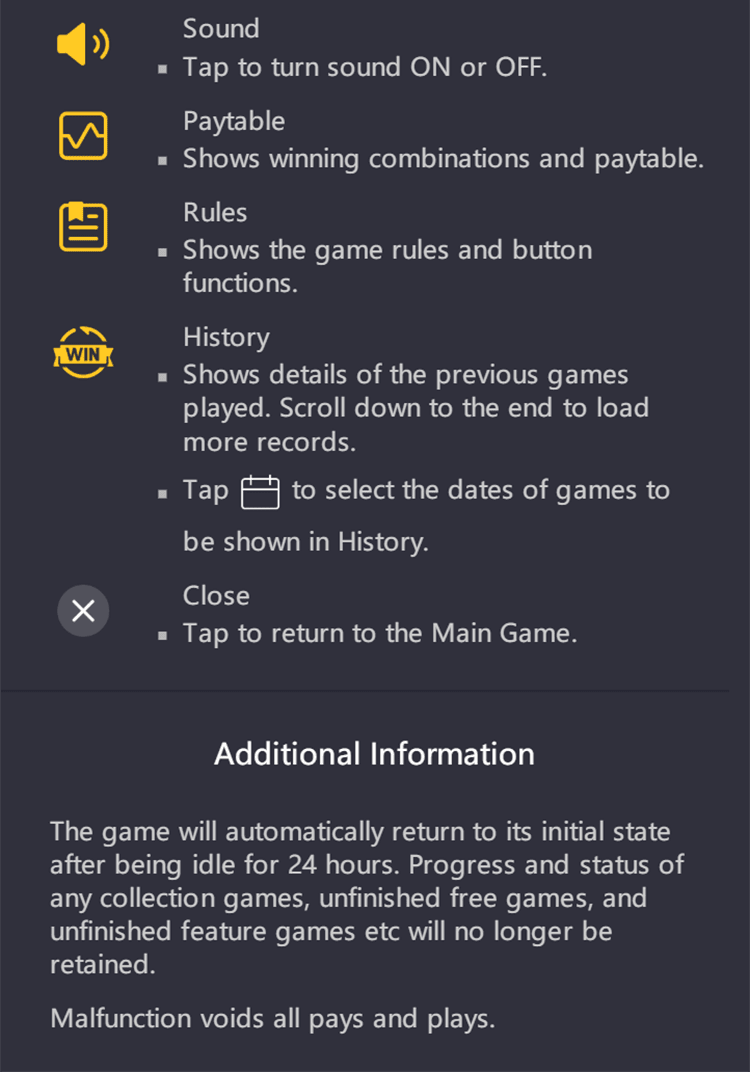 Sound
▪ Tap to turn sound ON or OFF.
Paytable
▪ Shows winning combinations and paytable.
Rules
▪ Shows the game rules and button
functions.
WIN
History
▪ Shows details of the previous games
played. Scroll down to the end to load
more records.
▪ Tap to select the dates of games to
be shown in History.
Close
▪ Tap to return to the Main Game.
Additional Information
The game will automatically return to its initial state
after being idle for 24 hours. Progress and status of
any collection games, unfinished free games, and
unfinished feature games etc will no longer be
retained.
Malfunction voids all pays and plays.